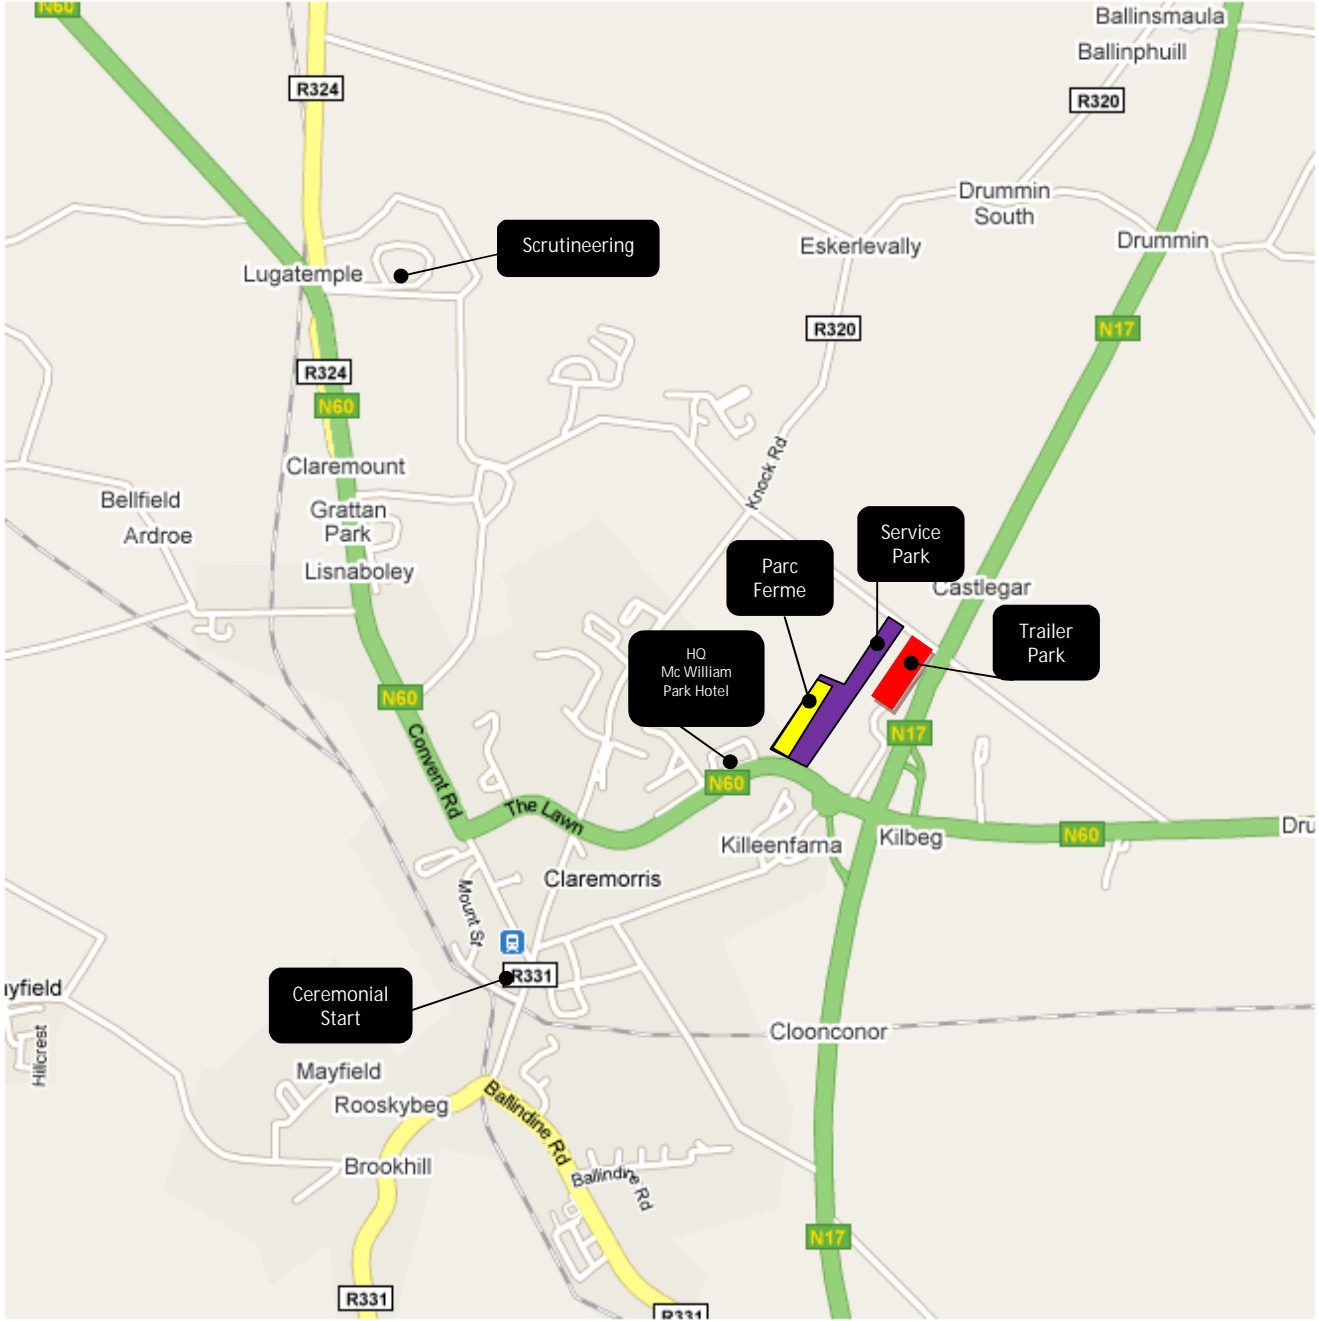 N60
Ballinsmaula
Ballinphuill
R324
R320
Drummin
South
Drummin
Eskerlevally
Scrutineering
Lugatemple
R320
N17
R324
N60
Claremount
Knock Rd
Bellfield
Grattan
Park
Ardroe
Lisnaboley
Service
Park
Parc
Ferme
Castlegar
Trailer
Park
HQ
Mc William
Park Hotel
N60
N17
Convent Rd
N60
The Lawn
Killeenfarna
Kilbeg
N60
Dru
Claremorris
Mount St
R331
Ceremonial
Start
yfield
Hillcrest
Cloonconor
Mayfield
Rooskybeg
Ballindine Rd
Brookhill
Ballindine Rd
N17
R331
R331